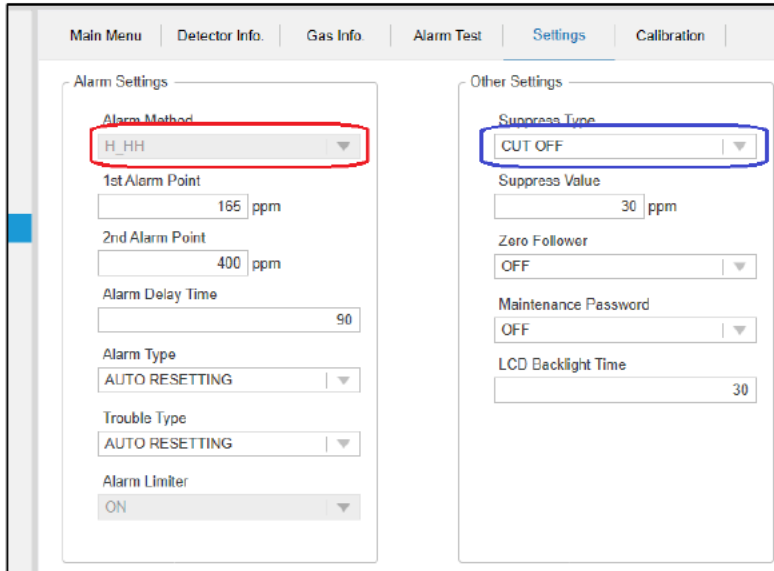 Main Menu Detector Info. Gas Info. Alarm Test Settings Calibration
Alarm Settings
Alarm Method
H_HH
1st Alarm Point
165 ppm
2nd Alarm Point
400 ppm
Alarm Delay Time
90
Alarm Type
AUTO RESETTING
Trouble Type
AUTO RESETTING
Alarm Limiter
ON
Other Settings
Suppress Type
CUT OFF
Suppress Value
30 ppm
Zero Follower
OFF
Maintenance Password
OFF
LCD Backlight Time
30